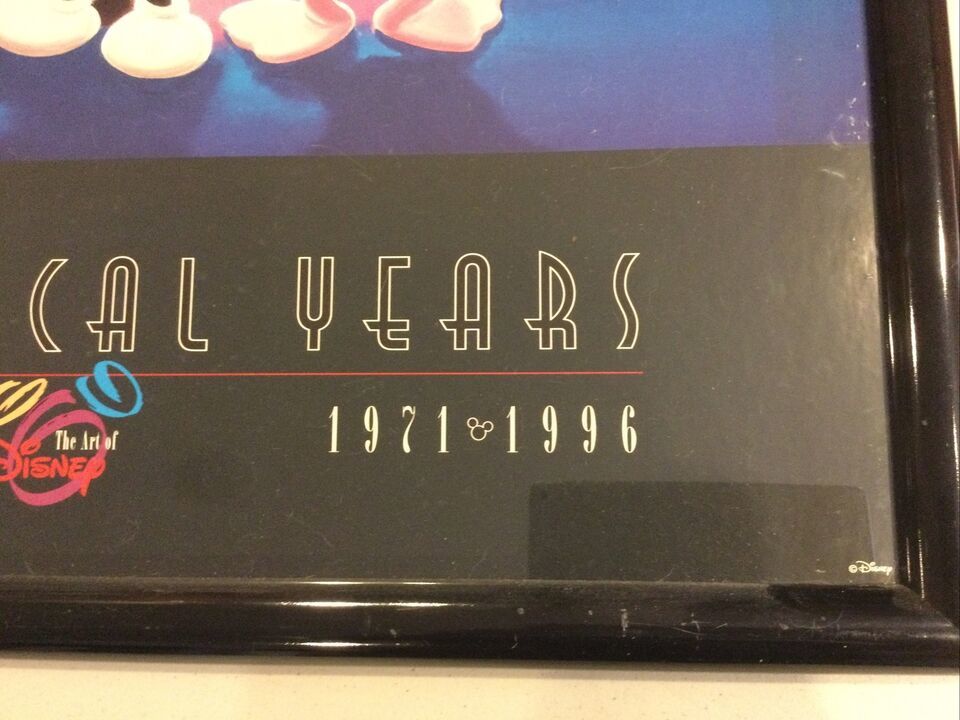 CAL YEARS
The Art of
DISNEY
1971 1996
© Disney